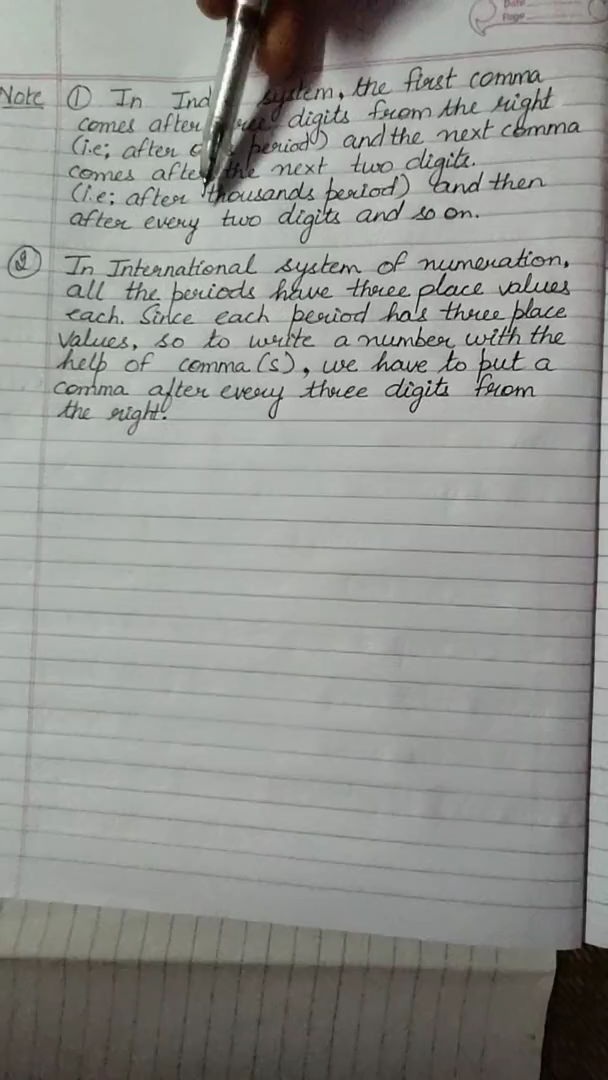 Date
Page
Note ① In Ind system, the first comma
comes after digits from the right
(i.e; after period) and the next comma
comes after the next two digits.
(i.e; after thousands period) and then
after every two digits and so on.
② In International system of numeration,
all the periods have three place values
each. Since each period has three place
values, so to write a number with the
help of comma(s), we have to put a
comma after every three digits from
the right.